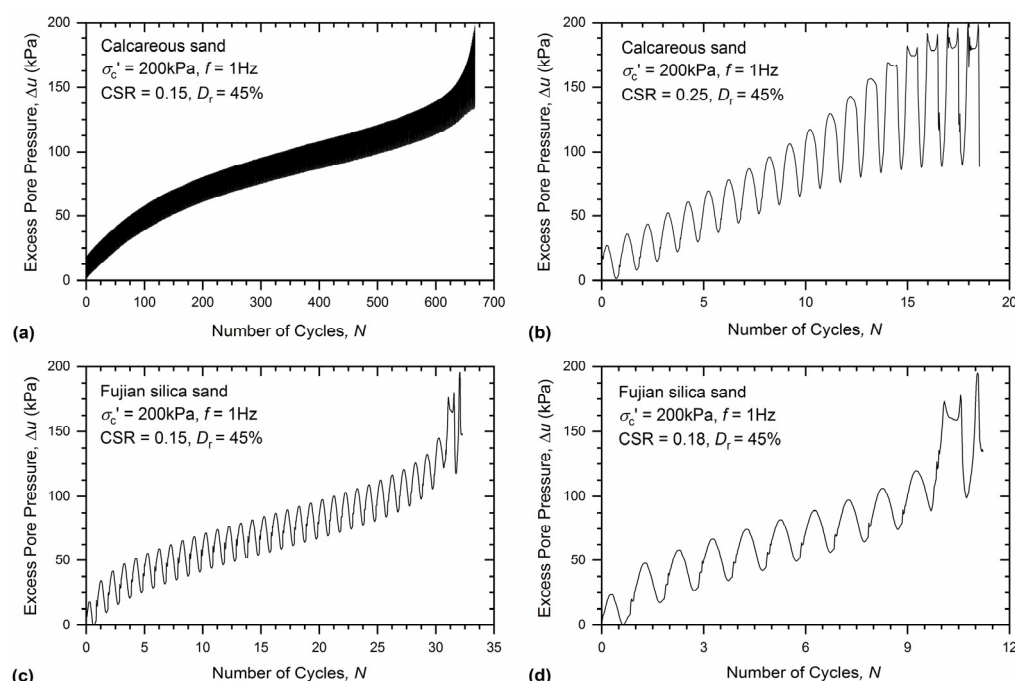 200
150
100
50
0
Excess Pore Pressure, Δu (kPa)
Calcareous sand
σc' = 200kPa, f = 1Hz
CSR = 0.15, Dr = 45%
0 100 200 300 400 500 600 700
Number of Cycles, N
(a)
200
150
100
50
0
Excess Pore Pressure, Δu (kPa)
Calcareous sand
σc' = 200kPa, f = 1Hz
CSR = 0.25, Dr = 45%
0 5 10 15 20
Number of Cycles, N
(b)
200
150
100
50
0
Excess Pore Pressure, Δu (kPa)
Fujian silica sand
σc' = 200kPa, f = 1Hz
CSR = 0.15, Dr = 45%
0 5 10 15 20 25 30 35
Number of Cycles, N
(c)
200
150
100
50
0
Excess Pore Pressure, Δu (kPa)
Fujian silica sand
σc' = 200kPa, f = 1Hz
CSR = 0.18, Dr = 45%
0 3 6 9 12
Number of Cycles, N
(d)